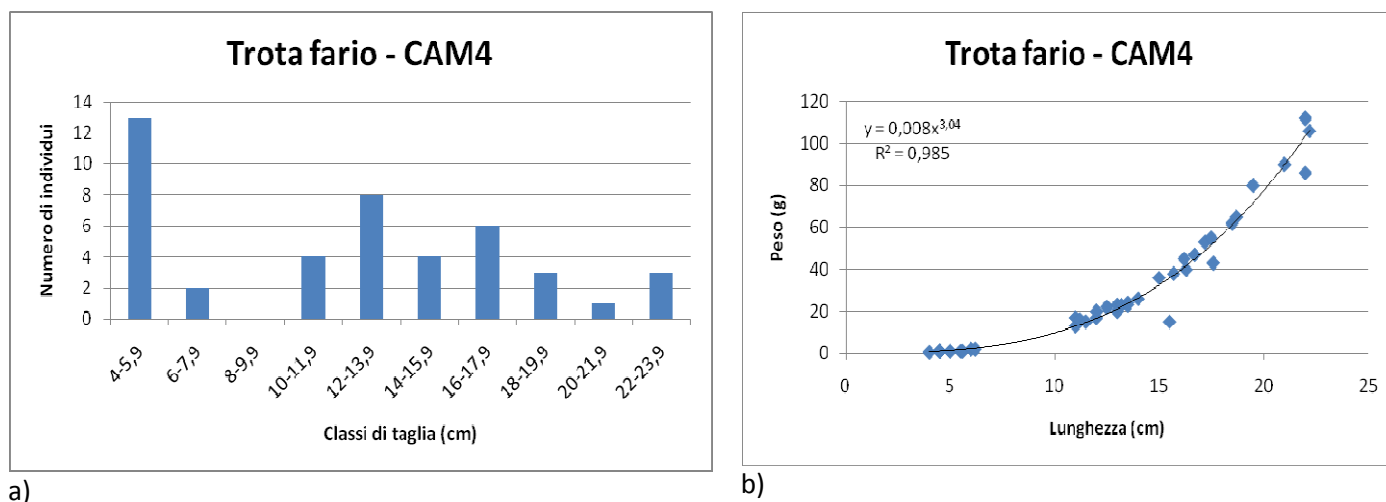 Trota fario - CAM4
Numero di individui
14
12
10
8
6
4
2
0
4-5,9
6-7,9
8-9,9
10-11,9
12-13,9
14-15,9
16-17,9
18-19,9
20-21,9
22-23,9
Classi di taglia (cm)
a)
Trota fario - CAM4
Peso (g)
120
100
80
60
40
20
0
y = 0,008x^3,04
R² = 0,985
0 5 10 15 20 25
Lunghezza (cm)
b)